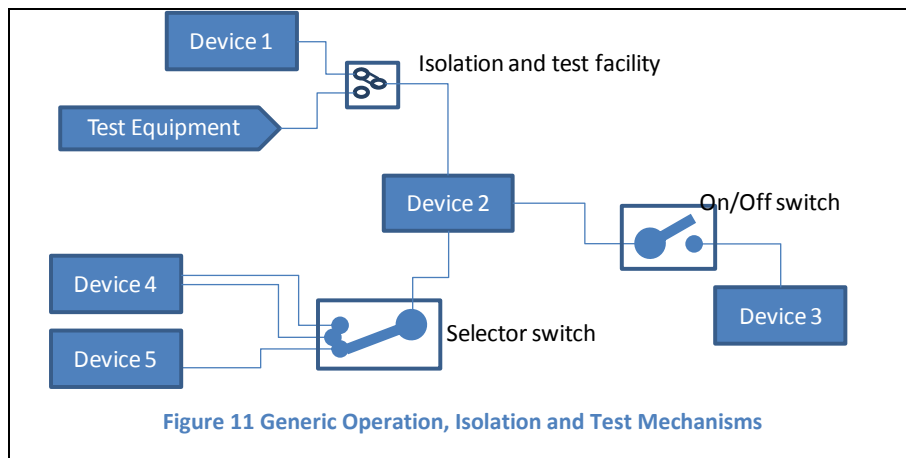 Device 1
Isolation and test facility
Test Equipment
Device 2
On/Off switch
Device 4
Device 3
Selector switch
Device 5
Figure 11 Generic Operation, Isolation and Test Mechanisms